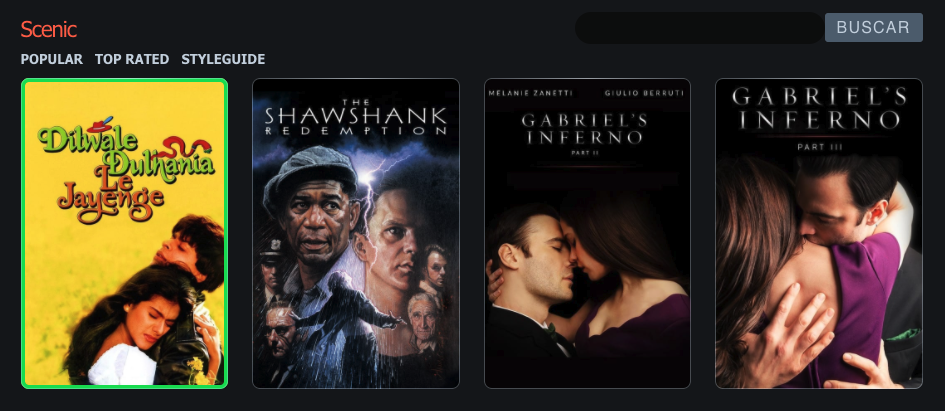 Scenic
BUSCAR
POPULAR TOP RATED STYLEGUIDE
Dilwale
Dulhania
Le
Jayenge
THE
SHAWSHANK
REDEMPTION
MELANIE ZANETTI GIULIO BERRUTI
GABRIEL'S
INFERNO
PART II
GABRIEL'S
INFERNO
PART III